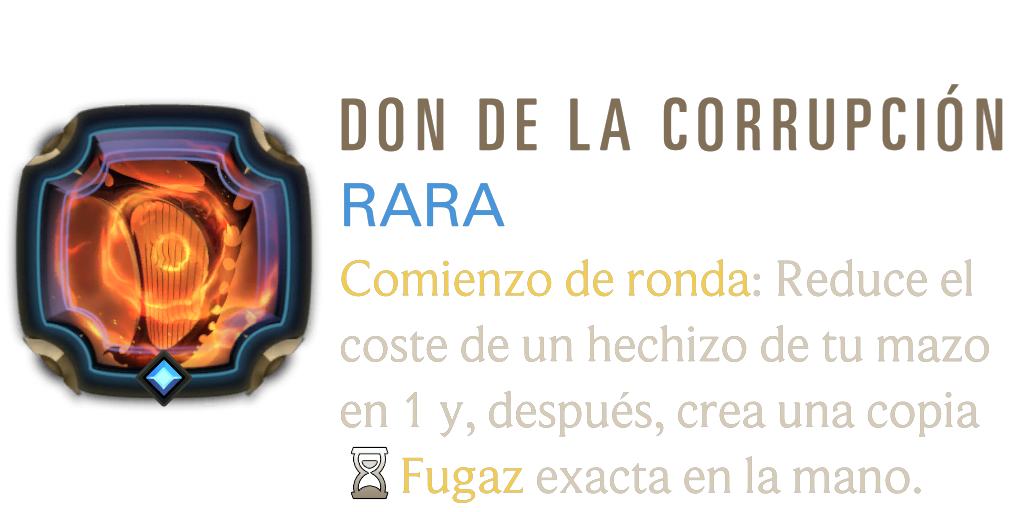 DON DE LA CORRUPCIÓN
RARA
Comienzo de ronda: Reduce el
coste de un hechizo de tu mazo
en 1 y, después, crea una copia
Fugaz exacta en la mano.